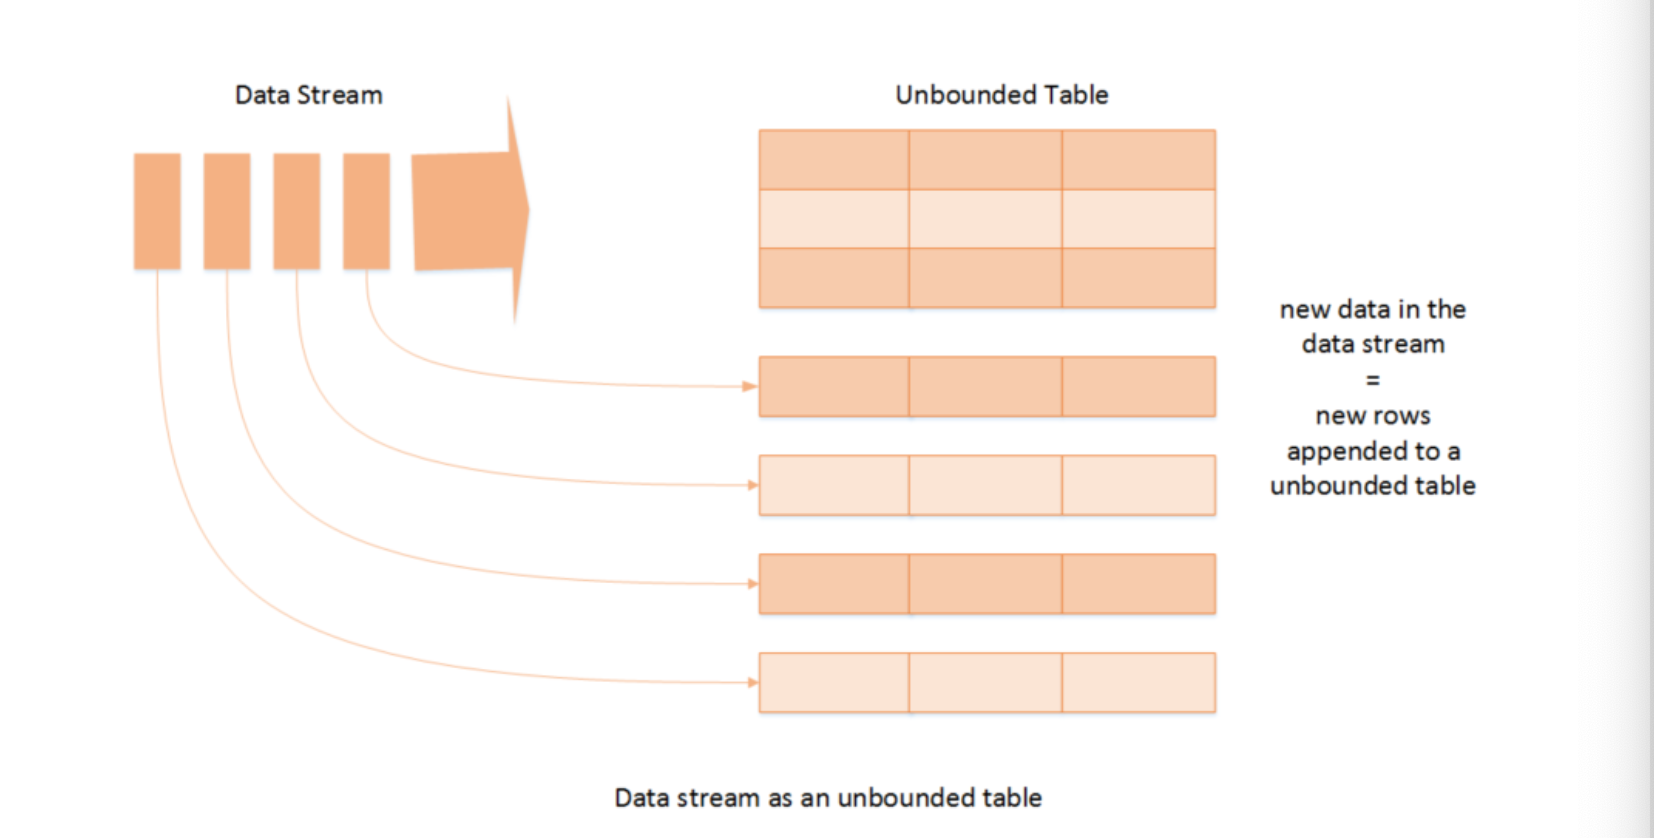 Data Stream
Unbounded Table
new data in the
data stream
=
new rows
appended to a
unbounded table
Data stream as an unbounded table